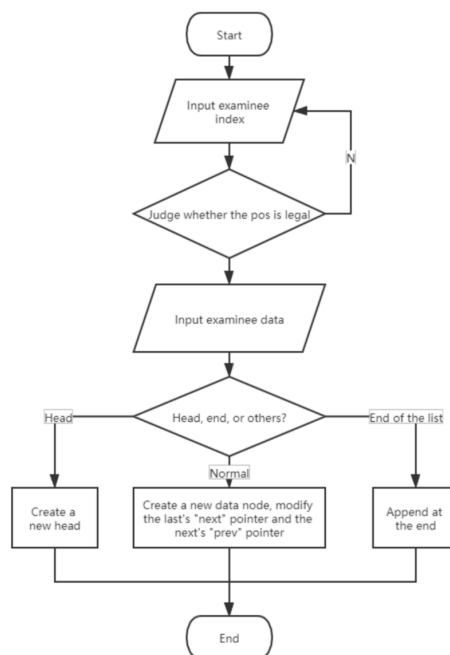 Start
Input examinee
index
N
Judge whether the pos is legal
Input examinee data
Head, end, or others?
Head
End of the list
Normal
Create a
new head
Create a new data node, modify
the last's "next" pointer and the
next's "prev" pointer
Append at
the end
End